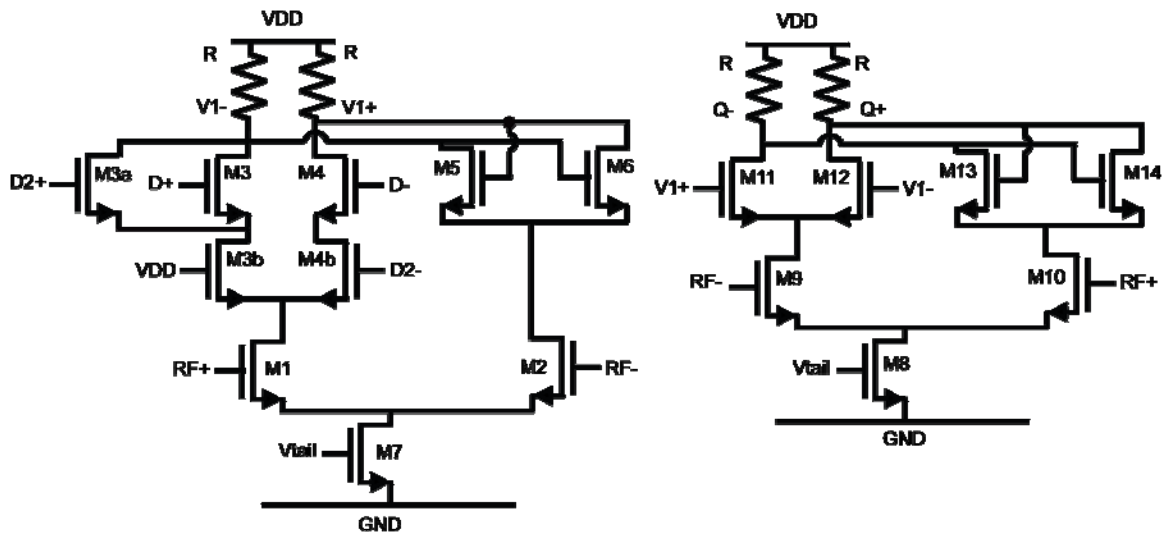 VDD
R
R
V1-
V1+
M3a
D2+
D+
M3
M4
D-
M5
M6
VDD
M3b
M4b
D2-
RF+
M1
M2
RF-
Vtail
M7
GND
VDD
R
R
Q-
Q+
V1+
M11
M12
V1-
M13
M14
RF-
M9
M10
RF+
Vtail
M8
GND